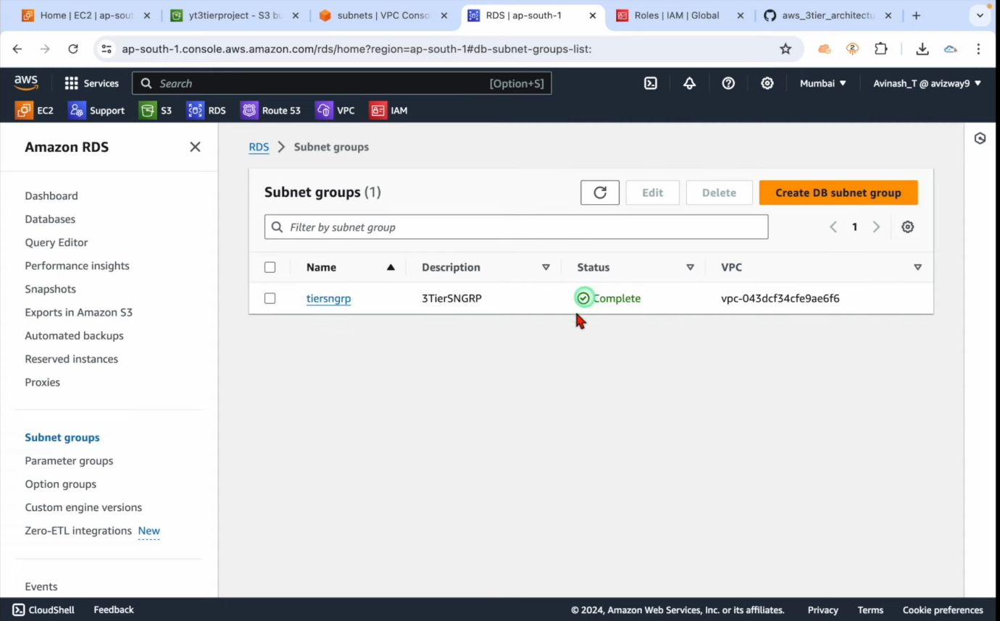 Home | EC2 | ap-sout
yt3tierproject - S3 bu
subnets | VPC Conso
RDS | ap-south-1
Roles | IAM | Global
aws_3tier_architectu
ap-south-1.console.aws.amazon.com/rds/home?region=ap-south-1#db-subnet-groups-list:
aws
Services
Search
[Option+S]
Mumbai
Avinash_T @ avizway9
EC2
Support
S3
RDS
Route 53
VPC
IAM
Amazon RDS
Dashboard
Databases
Query Editor
Performance insights
Snapshots
Exports in Amazon S3
Automated backups
Reserved instances
Proxies
Subnet groups
Parameter groups
Option groups
Custom engine versions
Zero-ETL integrations New
Events
RDS > Subnet groups
Subnet groups (1)
Edit
Delete
Create DB subnet group
Filter by subnet group
1
Name
Description
Status
VPC
tiersngrp
3TierSNGRP
Complete
vpc-043dcf34cfe9ae6f6
CloudShell
Feedback
© 2024, Amazon Web Services, Inc. or its affiliates.
Privacy
Terms
Cookie preferences